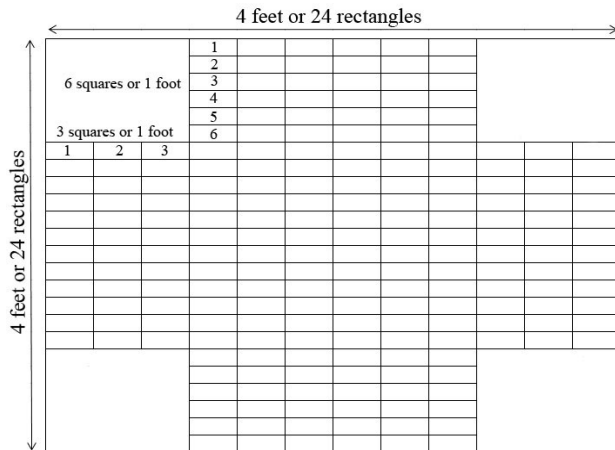 4 feet or 24 rectangles
1
2
6 squares or 1 foot
3
4
3 squares or 1 foot
5
6
1 2 3
4 feet or 24 rectangles